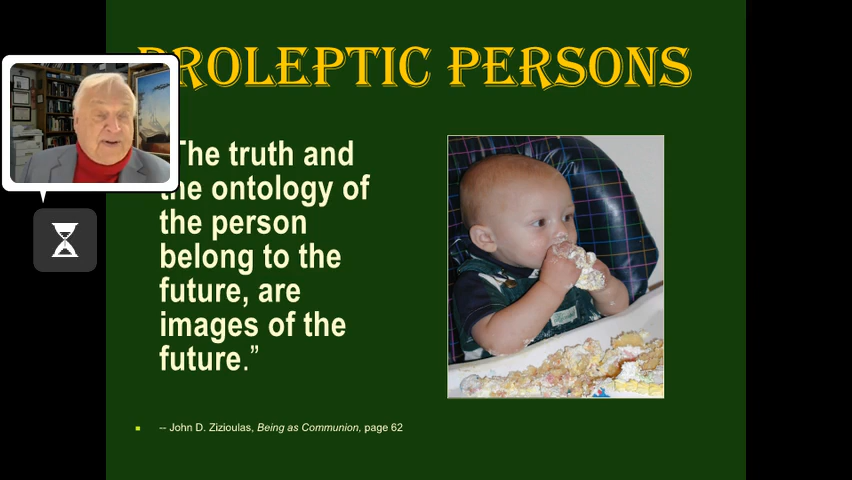 PROLEPTIC PERSONS
The truth and
the ontology of
the person
belong to the
future, are
images of the
future.”
-- John D. Zizioulas, Being as Communion, page 62